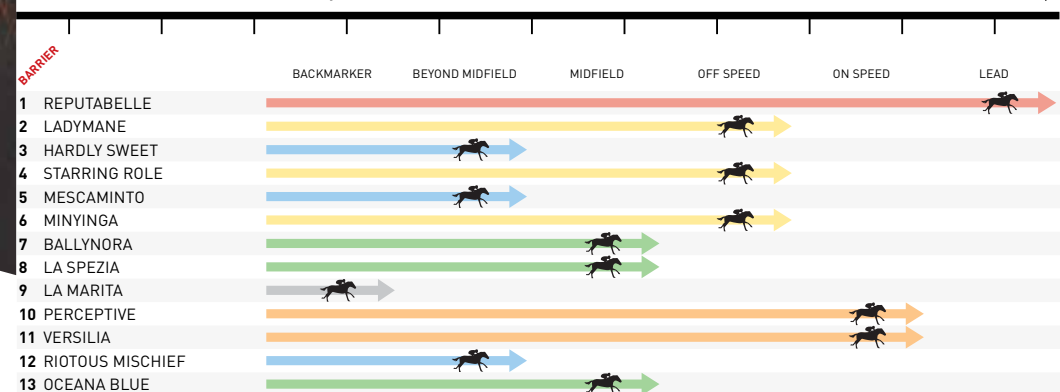 BARRIER
BACKMARKER BEYOND MIDFIELD MIDFIELD OFF SPEED ON SPEED LEAD
1 REPUTABELLE
2 LADYMANE
3 HARDLY SWEET
4 STARRING ROLE
5 MESCAMINTO
6 MINYINGA
7 BALLYNORA
8 LA SPEZIA
9 LA MARITA
10 PERCEPTIVE
11 VERSILIA
12 RIOTOUS MISCHIEF
13 OCEANA BLUE